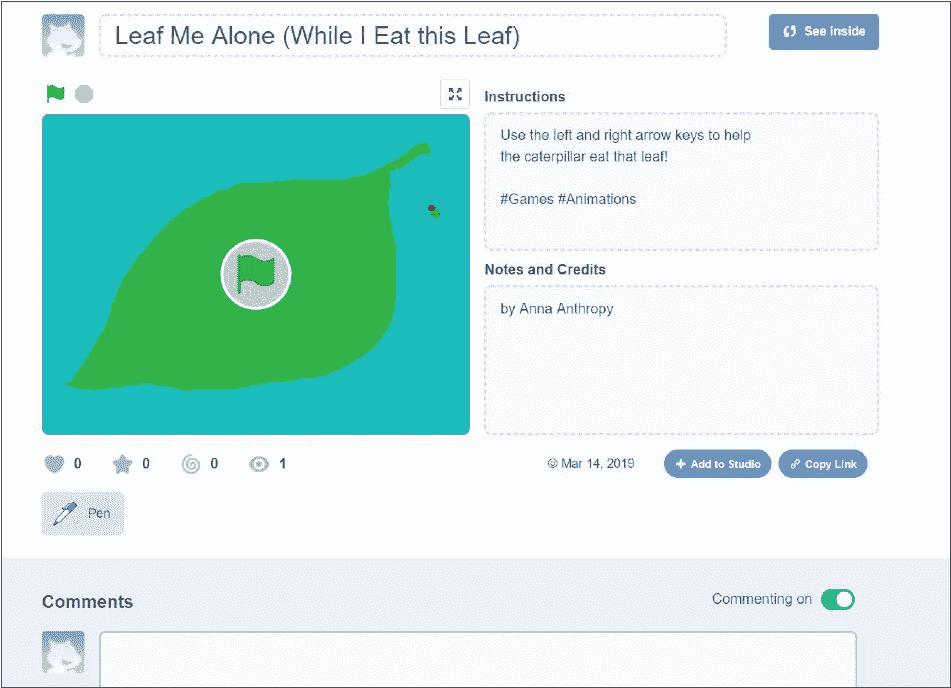 Leaf Me Alone (While I Eat this Leaf)
See inside
Instructions
Use the left and right arrow keys to help
the caterpillar eat that leaf!
#Games #Animations
Notes and Credits
by Anna Anthropy
0
0
0
1
© Mar 14, 2019
Add to Studio
Copy Link
Pen
Comments
Commenting on